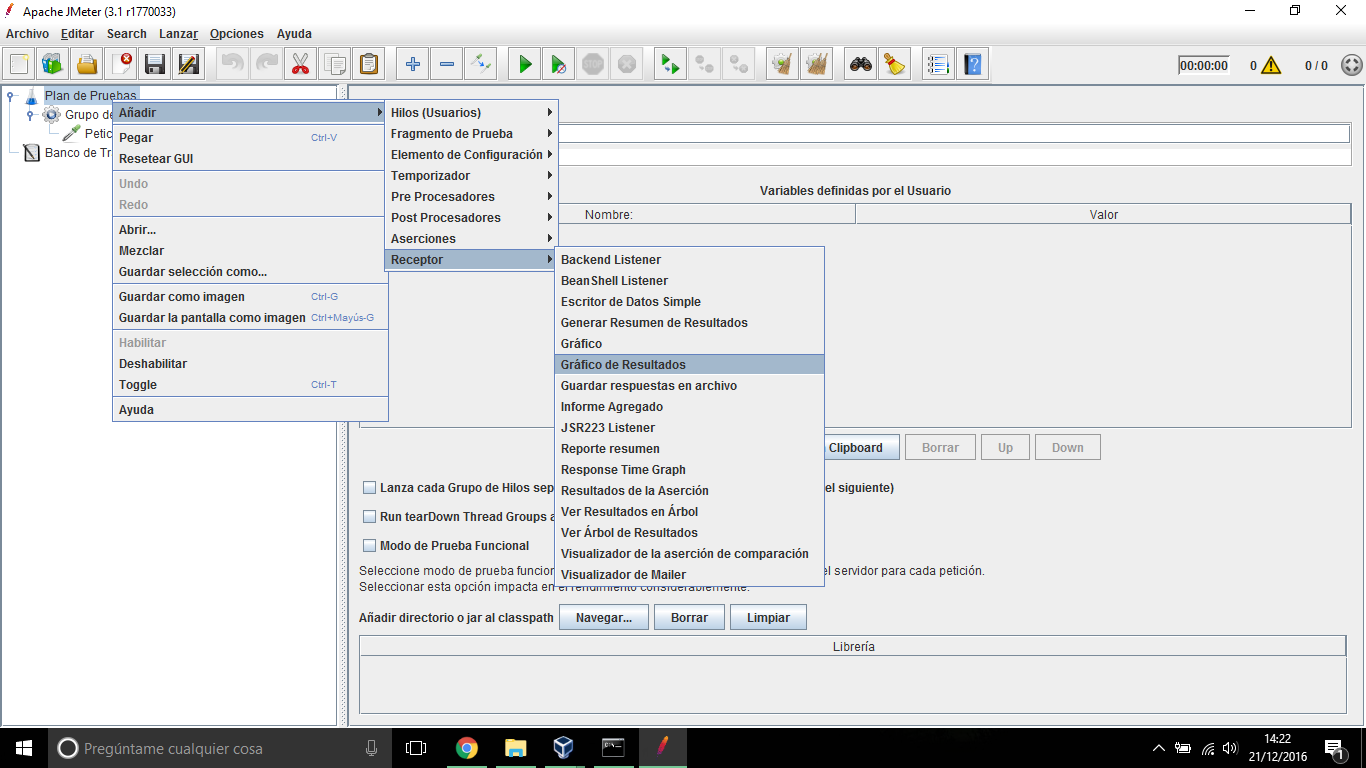 Apache JMeter (3.1 r1770033)
Archivo Editar Search Lanzar Opciones Ayuda
00:00:00 0 0 / 0
Plan de Pruebas
Grupo de
Petic
Banco de Tr
Añadir
Pegar Ctrl-V
Resetear GUI
Undo
Redo
Abrir...
Mezclar
Guardar selección como...
Guardar como imagen Ctrl-G
Guardar la pantalla como imagen Ctrl+Mayús-G
Habilitar
Deshabilitar
Toggle Ctrl-T
Ayuda
Hilos (Usuarios)
Fragmento de Prueba
Elemento de Configuración
Temporizador
Pre Procesadores
Post Procesadores
Aserciones
Receptor
Backend Listener
BeanShell Listener
Escritor de Datos Simple
Generar Resumen de Resultados
Gráfico
Gráfico de Resultados
Guardar respuestas en archivo
Informe Agregado
JSR223 Listener
Reporte resumen
Response Time Graph
Resultados de la Aserción
Ver Resultados en Árbol
Ver Árbol de Resultados
Visualizador de la aserción de comparación
Visualizador de Mailer
Variables definidas por el Usuario
Nombre: Valor
Clipboard Borrar Up Down
Lanza cada Grupo de Hilos sep el siguiente)
Run tearDown Thread Groups a
Modo de Prueba Funcional
Seleccione modo de prueba funcior el servidor para cada petición.
Seleccionar esta opción impacta en el rendimiento considerablemente.
Añadir directorio o jar al classpath Navegar... Borrar Limpiar
Librería
Pregúntame cualquier cosa
14:22
21/12/2016
1